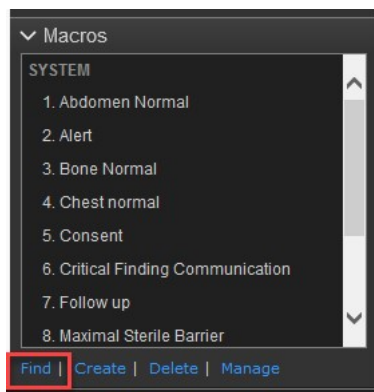 Macros
SYSTEM
1. Abdomen Normal
2. Alert
3. Bone Normal
4. Chest normal
5. Consent
6. Critical Finding Communication
7. Follow up
8. Maximal Sterile Barrier
Find | Create | Delete | Manage